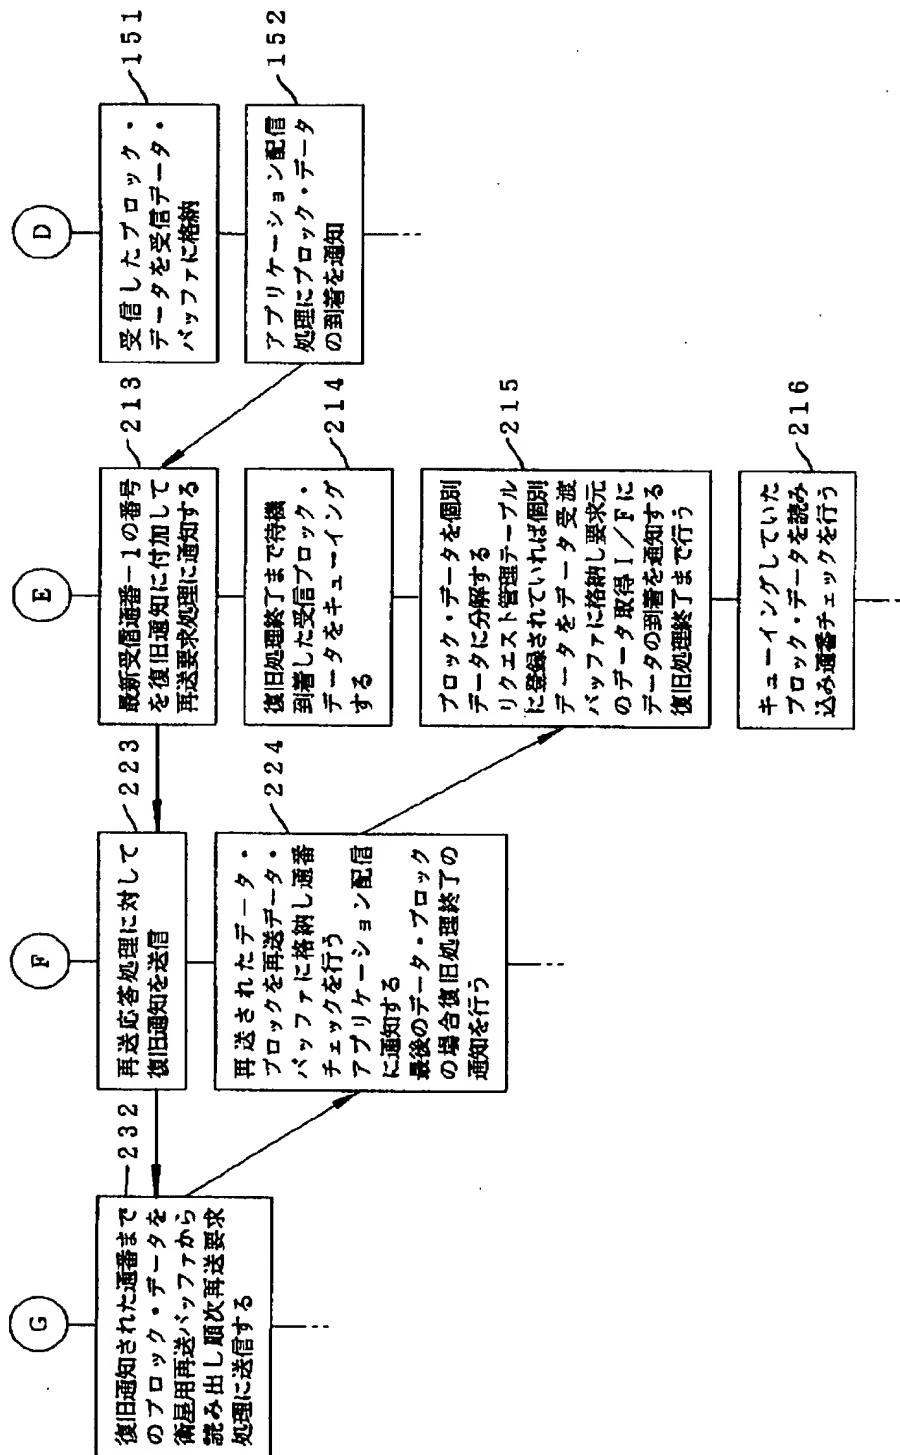 G
232
復旧通知された通番まで
のブロック・データを
衛星用再送バッファから
読み出し順次再送要求
処理に送信する
F
223
再送応答処理に対して
復旧通知を送信
224
再送されたデータ・
ブロックを再送データ・
バッファに格納し通番
チェックを行う
アプリケーション配信
に通知する
最後のデータ・ブロック
の場合復旧処理終了の
通知を行う
E
213
最新受信通番−1の番号
を復旧通知に付加して
再送要求処理に通知する
214
復旧処理終了まで待機
到着した受信ブロック・
データをキューイング
する
215
ブロック・データを個別
データに分解する
リクエスト管理テーブル
に登録されていれば個別
データをデータ受渡
バッファに格納し要求元
のデータ取得I/Fに
データの到着を通知する
復旧処理終了まで行う
216
キューイングしていた
ブロック・データを読み
込み通番チェックを行う
D
151
受信したブロック・
データを受信データ・
バッファに格納
152
アプリケーション配信
処理にブロック・データ
の到着を通知